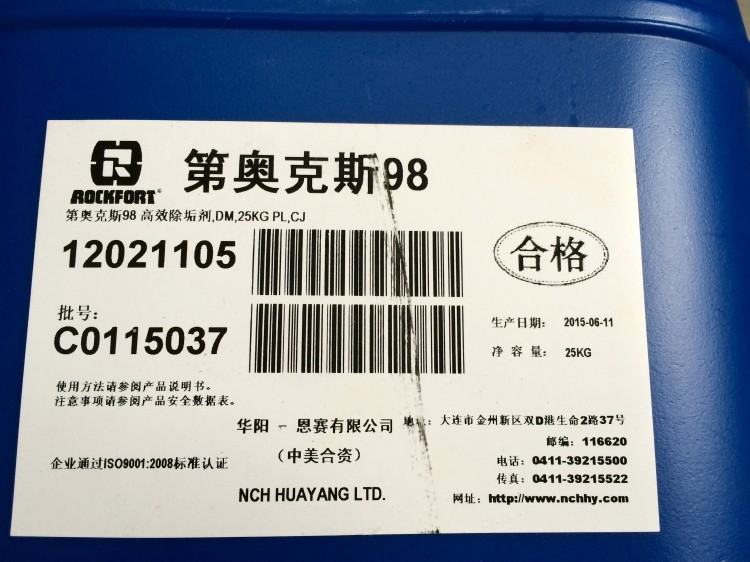 ROCKFORT®
第奥克斯98
第奥克斯98 高效除垢剂,DM,25KG PL,CJ
12021105
合格
批号:
C0115037
生产日期: 2015-06-11
净 容 量: 25KG
使用方法请参阅产品说明书。
注意事项请参阅产品安全数据表。
华阳 - 恩赛有限公司
(中美合资)
NCH HUAYANG LTD.
企业通过ISO9001:2008标准认证
地址: 大连市金州新区双D港生命2路37号
邮编: 116620
电话: 0411-39215500
传真: 0411-39215522
网址: http://www.nchhy.com